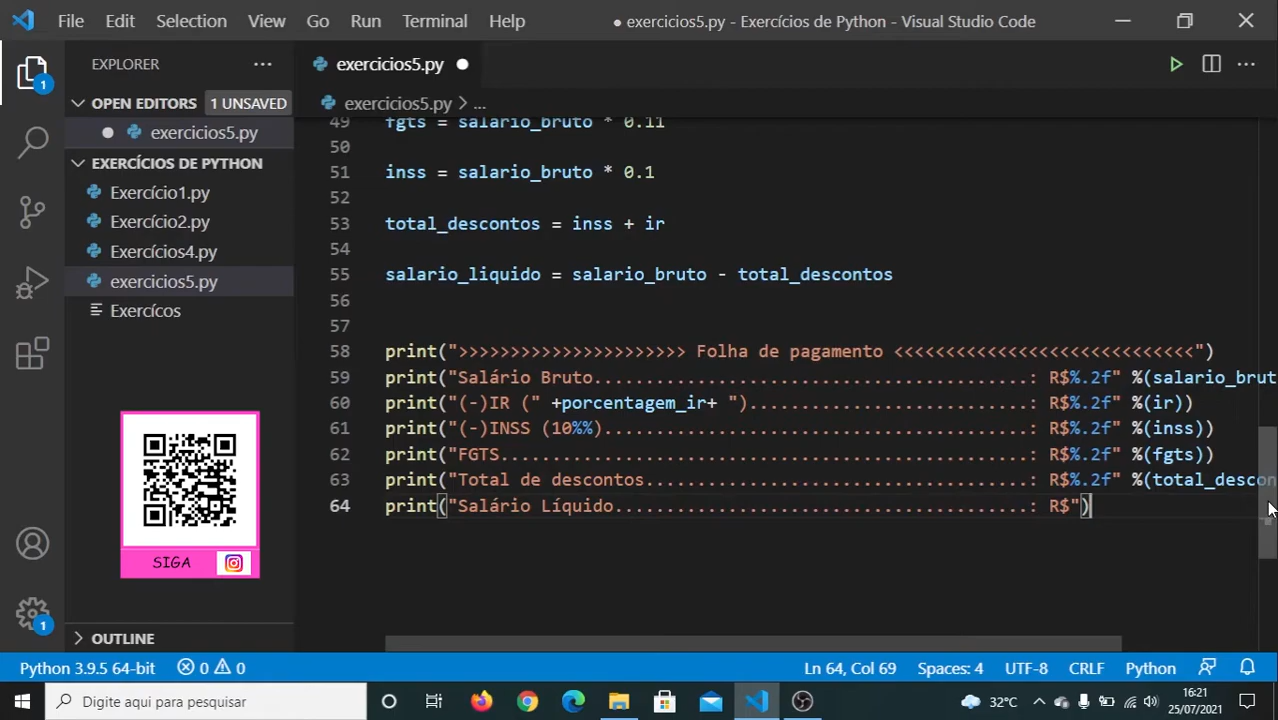 File Edit Selection View Go Run Terminal Help
● exercicios5.py - Exercícios de Python - Visual Studio Code
EXPLORER
exercicios5.py
OPEN EDITORS 1 UNSAVED
exercicios5.py
EXERCÍCIOS DE PYTHON
Exercício1.py
Exercício2.py
Exercícios4.py
exercicios5.py
Exercícos
SIGA
OUTLINE
exercicios5.py > ...
49 fgts = salario_bruto * 0.11
50
51 inss = salario_bruto * 0.1
52
53 total_descontos = inss + ir
54
55 salario_liquido = salario_bruto - total_descontos
56
57
58 print(">>>>>>>>>>>>>>>>>>>>>> Folha de pagamento <<<<<<<<<<<<<<<<<<<<<<<<<<<<<")
59 print("Salário Bruto..........................................: R$%.2f" %(salario_brut
60 print("(-)IR (" +porcentagem_ir+ ")...........................: R$%.2f" %(ir))
61 print("(-)INSS (10%%).........................................: R$%.2f" %(inss))
62 print("FGTS...................................................: R$%.2f" %(fgts))
63 print("Total de descontos.....................................: R$%.2f" %(total_descon
64 print("Salário Líquido........................................: R$")
1
1
Python 3.9.5 64-bit 0 0 Ln 64, Col 69 Spaces: 4 UTF-8 CRLF Python
Digite aqui para pesquisar
32°C
16:21
25/07/2021